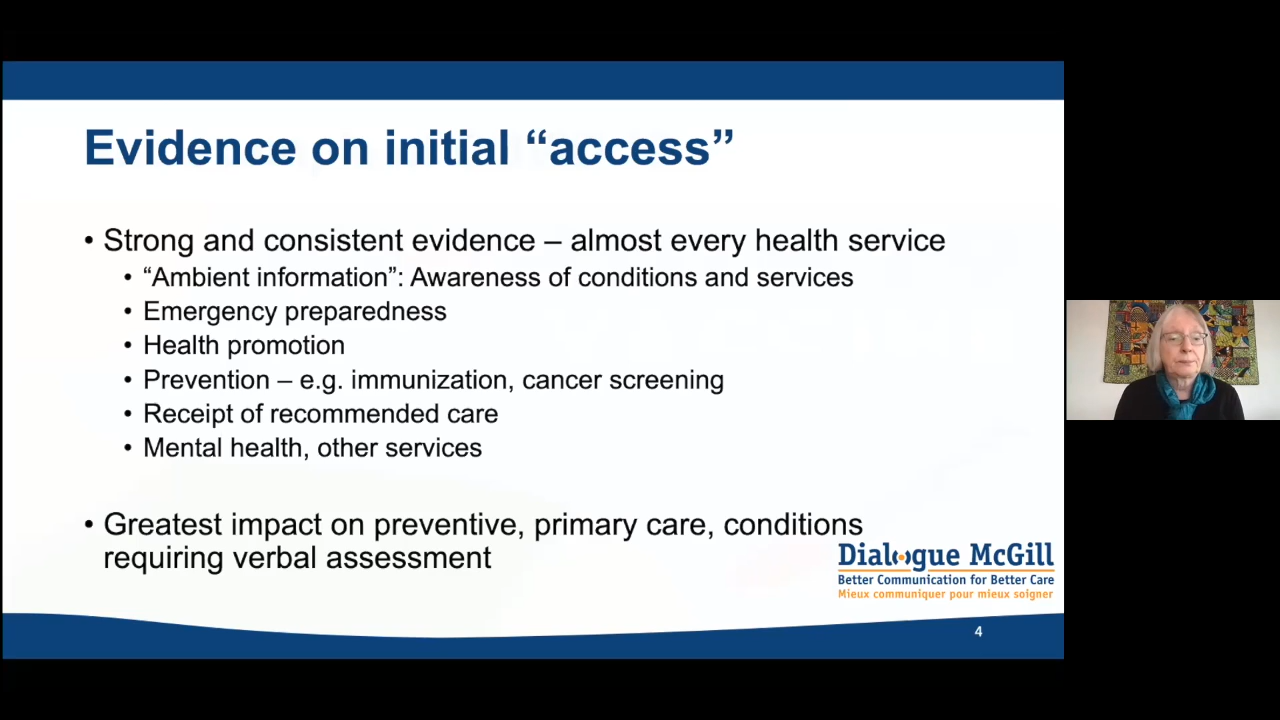 Evidence on initial “access”
• Strong and consistent evidence – almost every health service
• “Ambient information”: Awareness of conditions and services
• Emergency preparedness
• Health promotion
• Prevention – e.g. immunization, cancer screening
• Receipt of recommended care
• Mental health, other services
• Greatest impact on preventive, primary care, conditions
requiring verbal assessment
Dialogue McGill
Better Communication for Better Care
Mieux communiquer pour mieux soigner
4